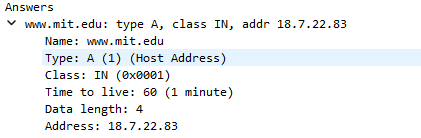 Answers
www.mit.edu: type A, class IN, addr 18.7.22.83
Name: www.mit.edu
Type: A (1) (Host Address)
Class: IN (0x0001)
Time to live: 60 (1 minute)
Data length: 4
Address: 18.7.22.83